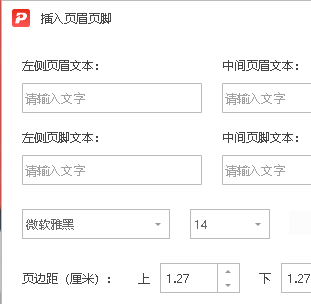 插入页眉页脚
左侧页眉文本： 中间页眉文本：
请输入文字 请输入文字
左侧页脚文本： 中间页脚文本：
请输入文字 请输入文字
微软雅黑 14
页边距（厘米）： 上 1.27 下 1.27